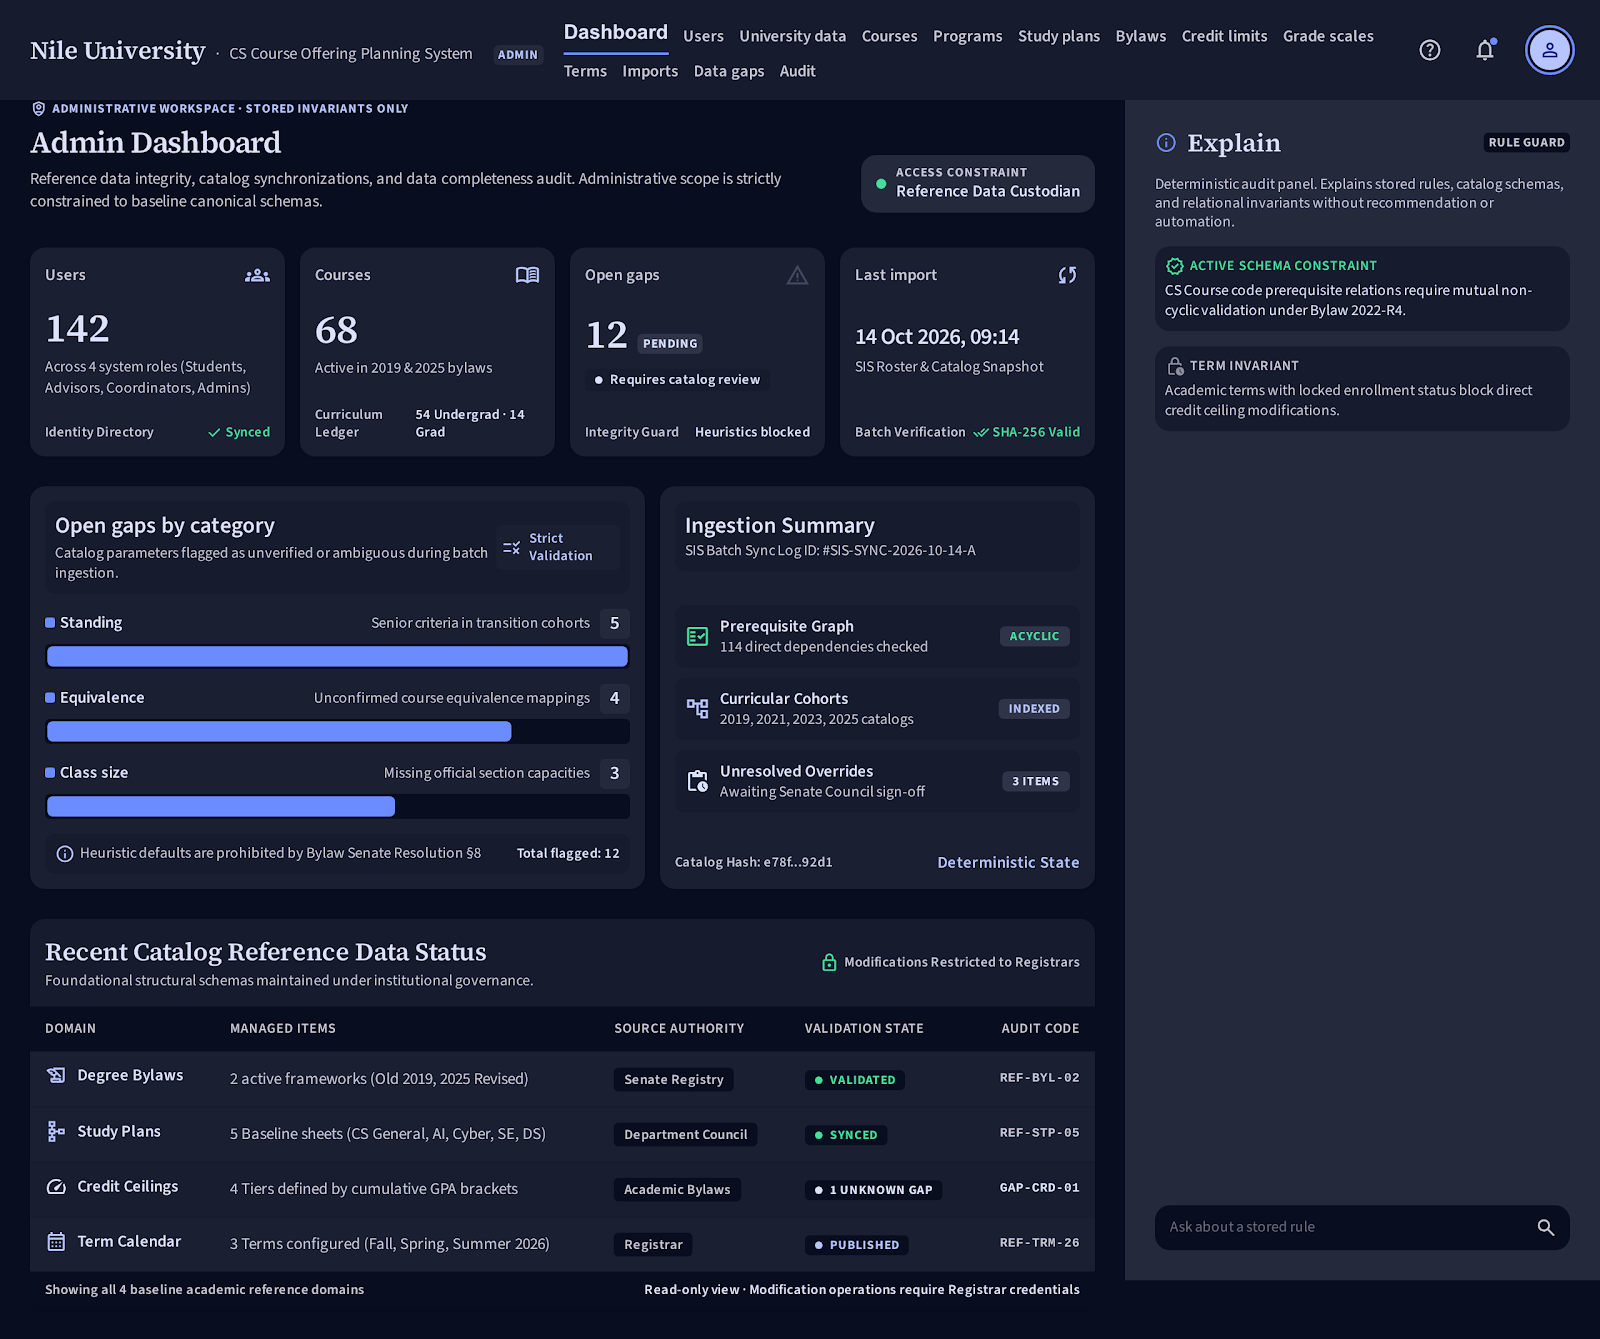 Nile University · CS Course Offering Planning System ADMIN
Dashboard Users University data Courses Programs Study plans Bylaws Credit limits Grade scales
Terms Imports Data gaps Audit
ADMINISTRATIVE WORKSPACE · STORED INVARIANTS ONLY
Admin Dashboard
Reference data integrity, catalog synchronizations, and data completeness audit. Administrative scope is strictly
constrained to baseline canonical schemas.
ACCESS CONSTRAINT
Reference Data Custodian
Users
142
Across 4 system roles (Students,
Advisors, Coordinators, Admins)
Identity Directory Synced
Courses
68
Active in 2019 & 2025 bylaws
Curriculum
Ledger
54 Undergrad · 14
Grad
Open gaps
12 PENDING
Requires catalog review
Integrity Guard Heuristics blocked
Last import
14 Oct 2026, 09:14
SIS Roster & Catalog Snapshot
Batch Verification SHA-256 Valid
Open gaps by category
Catalog parameters flagged as unverified or ambiguous during batch
ingestion.
Strict
Validation
Standing Senior criteria in transition cohorts 5
Equivalence Unconfirmed course equivalence mappings 4
Class size Missing official section capacities 3
Heuristic defaults are prohibited by Bylaw Senate Resolution §8 Total flagged: 12
Ingestion Summary
SIS Batch Sync Log ID: #SIS-SYNC-2026-10-14-A
Prerequisite Graph
114 direct dependencies checked
ACYCLIC
Curricular Cohorts
2019, 2021, 2023, 2025 catalogs
INDEXED
Unresolved Overrides
Awaiting Senate Council sign-off
3 ITEMS
Catalog Hash: e78f...92d1 Deterministic State
Recent Catalog Reference Data Status
Foundational structural schemas maintained under institutional governance.
Modifications Restricted to Registrars
DOMAIN MANAGED ITEMS SOURCE AUTHORITY VALIDATION STATE AUDIT CODE
Degree Bylaws 2 active frameworks (Old 2019, 2025 Revised) Senate Registry VALIDATED REF-BYL-02
Study Plans 5 Baseline sheets (CS General, AI, Cyber, SE, DS) Department Council SYNCED REF-STP-05
Credit Ceilings 4 Tiers defined by cumulative GPA brackets Academic Bylaws 1 UNKNOWN GAP GAP-CRD-01
Term Calendar 3 Terms configured (Fall, Spring, Summer 2026) Registrar PUBLISHED REF-TRM-26
Showing all 4 baseline academic reference domains Read-only view · Modification operations require Registrar credentials
Explain RULE GUARD
Deterministic audit panel. Explains stored rules, catalog schemas,
and relational invariants without recommendation or
automation.
ACTIVE SCHEMA CONSTRAINT
CS Course code prerequisite relations require mutual non-
cyclic validation under Bylaw 2022-R4.
TERM INVARIANT
Academic terms with locked enrollment status block direct
credit ceiling modifications.
Ask about a stored rule